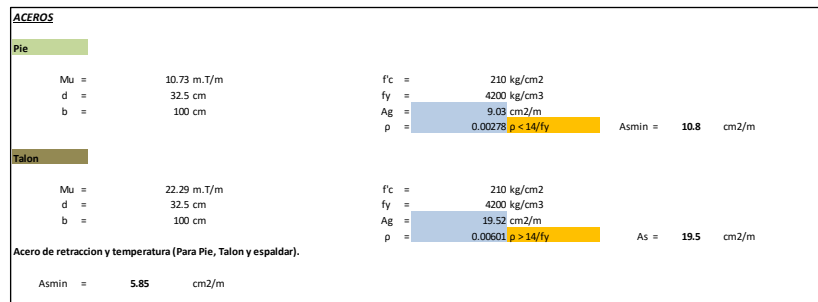 ACEROS
Pie
Mu = 10.73 m.T/m f'c = 210 kg/cm2
d = 32.5 cm fy = 4200 kg/cm3
b = 100 cm Ag = 9.03 cm2/m
ρ = 0.00278 ρ < 14/fy Asmin = 10.8 cm2/m
Talon
Mu = 22.29 m.T/m f'c = 210 kg/cm2
d = 32.5 cm fy = 4200 kg/cm3
b = 100 cm Ag = 19.52 cm2/m
ρ = 0.00601 ρ > 14/fy As = 19.5 cm2/m
Acero de retraccion y temperatura (Para Pie, Talon y espaldar).
Asmin = 5.85 cm2/m